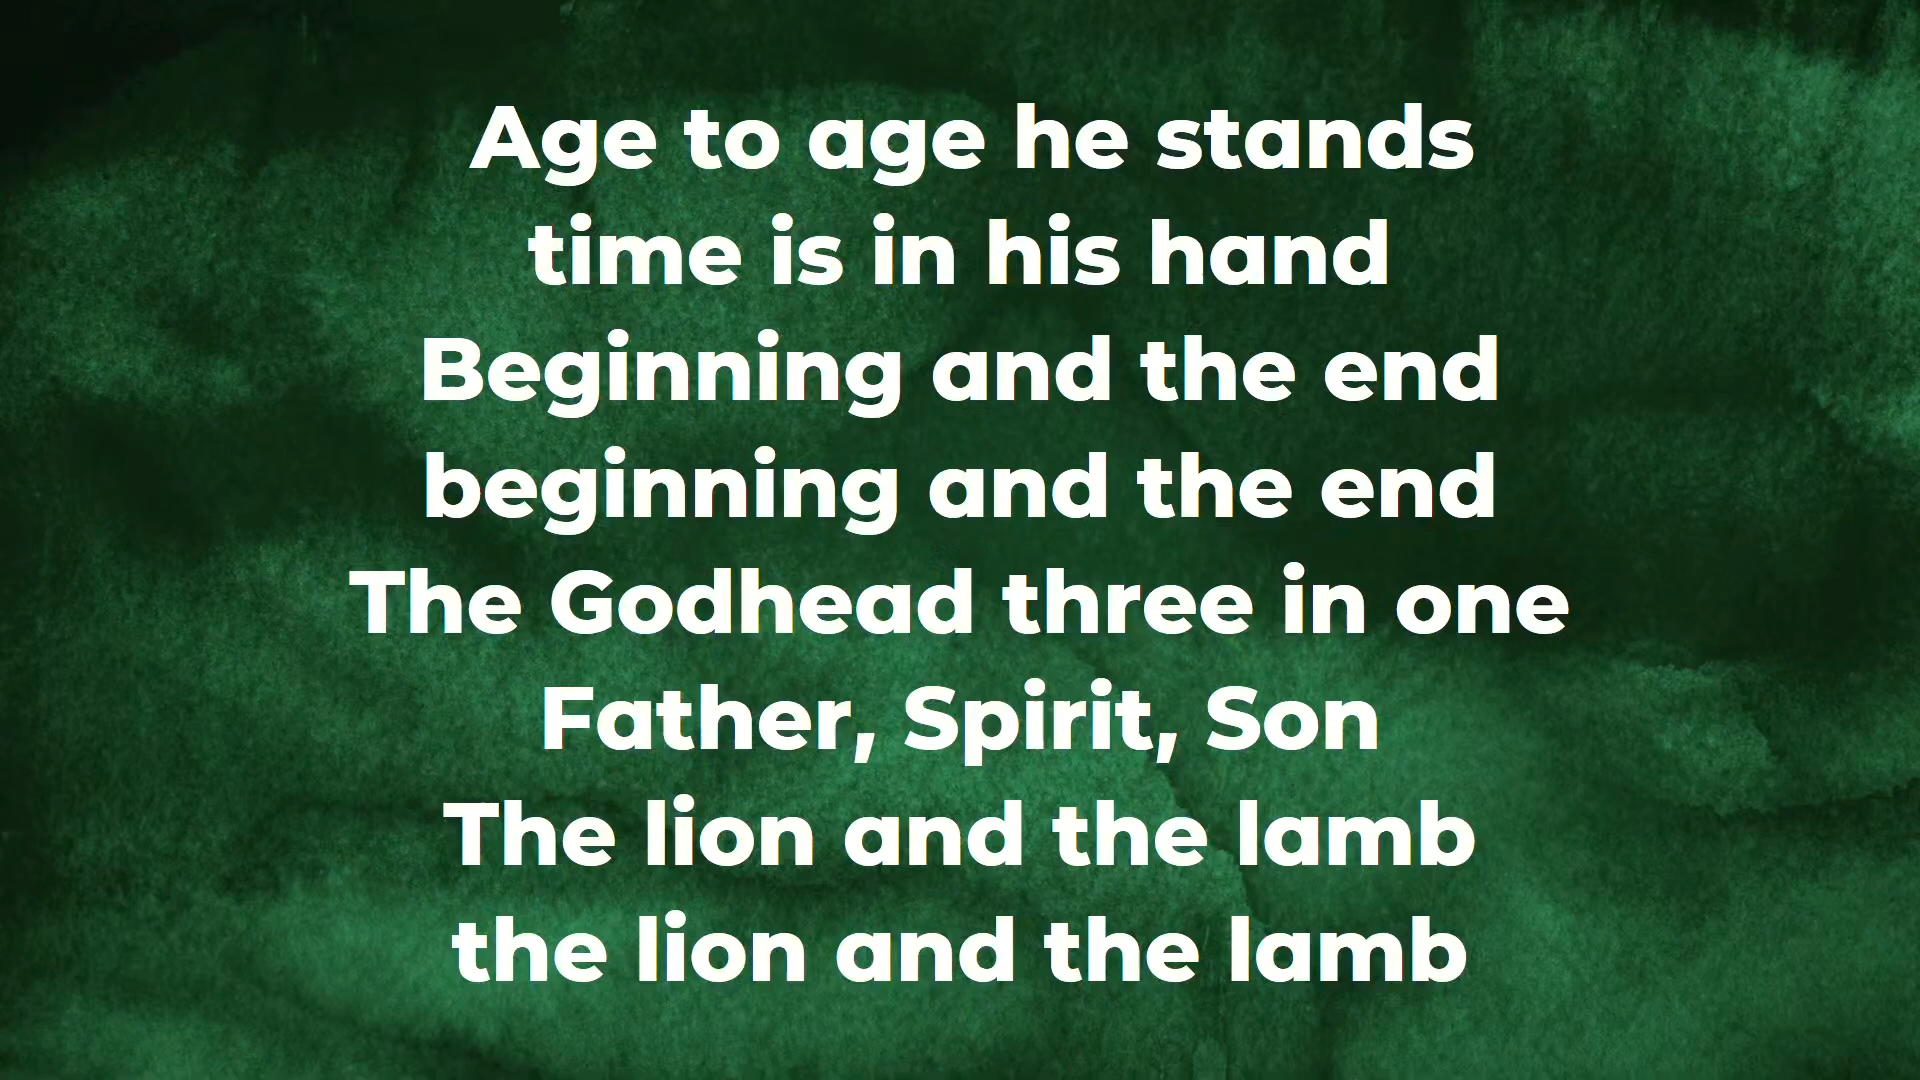 Age to age he stands
time is in his hand
Beginning and the end
beginning and the end
The Godhead three in one
Father, Spirit, Son
The lion and the lamb
the lion and the lamb